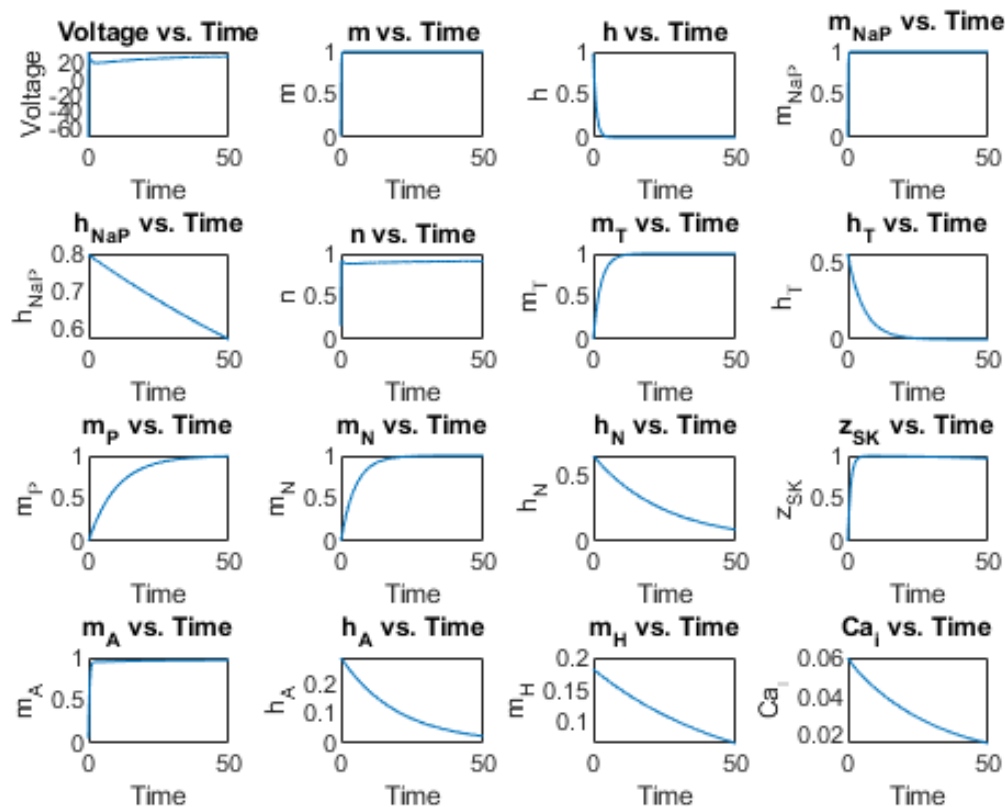 Voltage vs. Time
m vs. Time
h vs. Time
m_NaP vs. Time
Voltage
20
0
-20
-40
-60
0
50
Time
m
1
0.5
0
0
50
Time
h
1
0.5
0
0
50
Time
m_NaP
1
0.5
0
0
50
Time
h_NaP vs. Time
n vs. Time
m_T vs. Time
h_T vs. Time
h_NaP
0.8
0.7
0.6
0
50
Time
n
1
0.5
0
0
50
Time
m_T
1
0.5
0
0
50
Time
h_T
0.5
0
0
50
Time
m_P vs. Time
m_N vs. Time
h_N vs. Time
z_SK vs. Time
m_P
1
0.5
0
0
50
Time
m_N
1
0.5
0
0
50
Time
h_N
0.5
0
0
50
Time
z_SK
1
0.5
0
0
50
Time
m_A vs. Time
h_A vs. Time
m_H vs. Time
Ca_i vs. Time
m_A
1
0.5
0
0
50
Time
h_A
0.2
0.1
0
0
50
Time
m_H
0.2
0.15
0.1
0
50
Time
Ca_i
0.06
0.04
0.02
0
50
Time